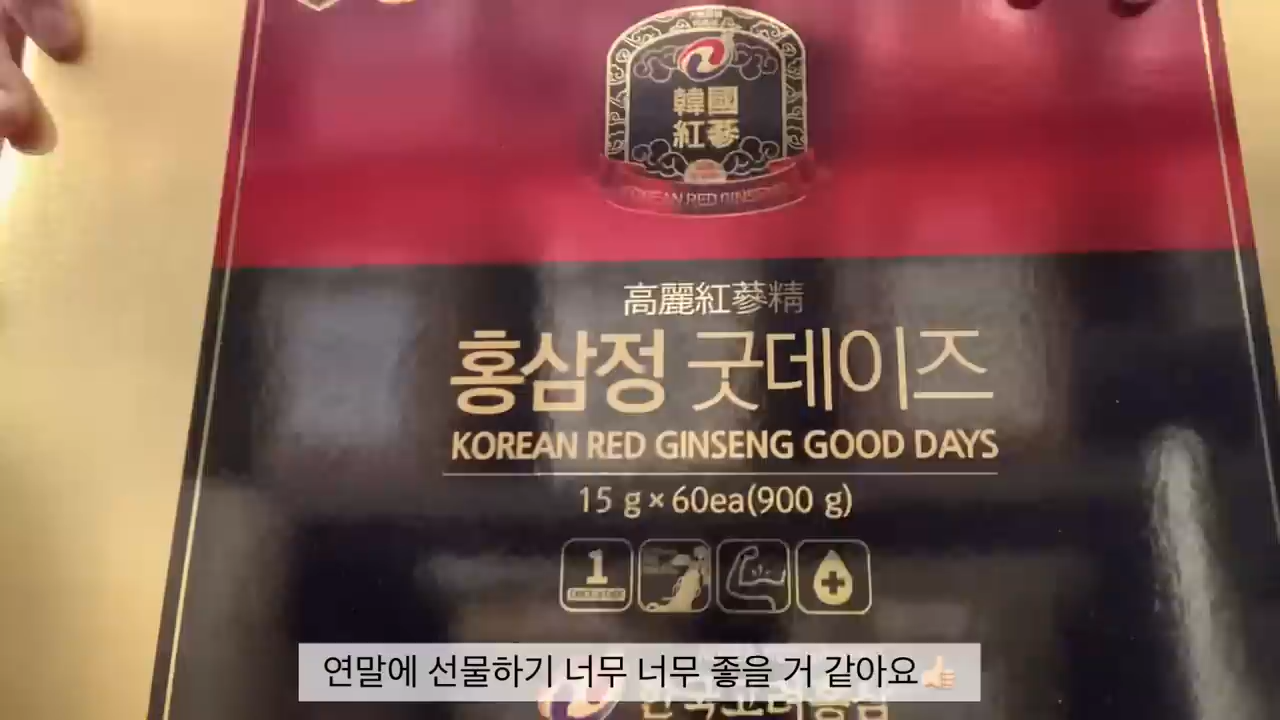 韓國
紅蔘
KOREAN RED GINSENG
高麗紅蔘精
홍삼정 굿데이즈
KOREAN RED GINSENG GOOD DAYS
15 g × 60ea(900 g)
1
연말에 선물하기 너무 너무 좋을 거 같아요👍🏻